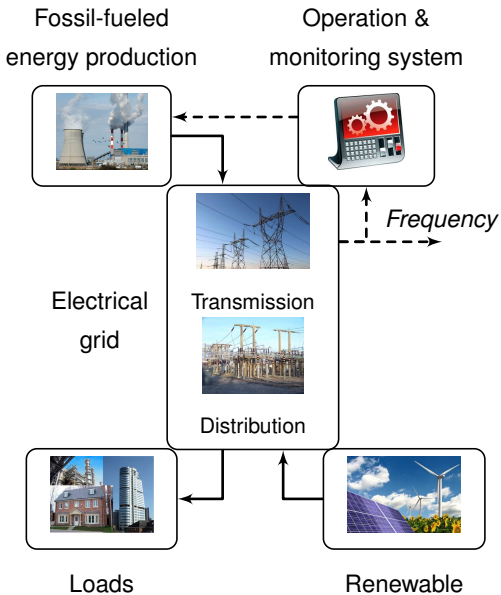 Fossil-fueled
energy production
Operation &
monitoring system
Frequency
Electrical
grid
Transmission
Distribution
Loads
Renewable